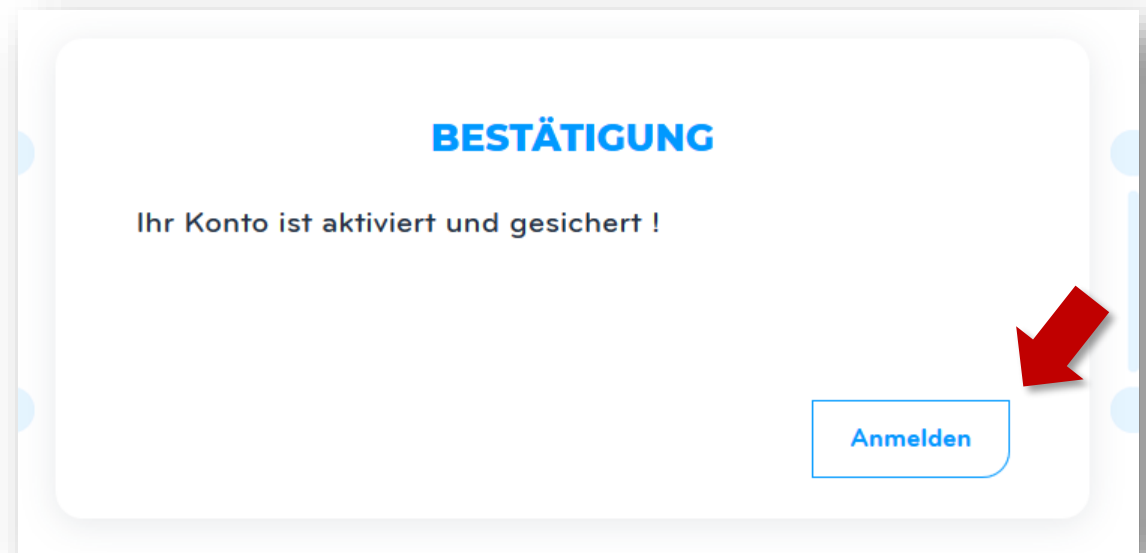 BESTÄTIGUNG
Ihr Konto ist aktiviert und gesichert !
Anmelden